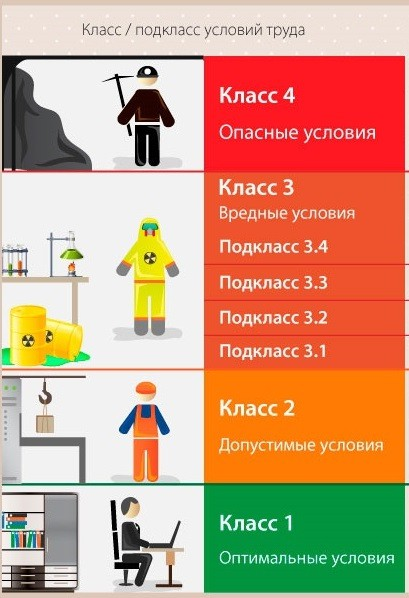 Класс / подкласс условий труда
Класс 4
Опасные условия
Класс 3
Вредные условия
Подкласс 3.4
Подкласс 3.3
Подкласс 3.2
Подкласс 3.1
Класс 2
Допустимые условия
Класс 1
Оптимальные условия